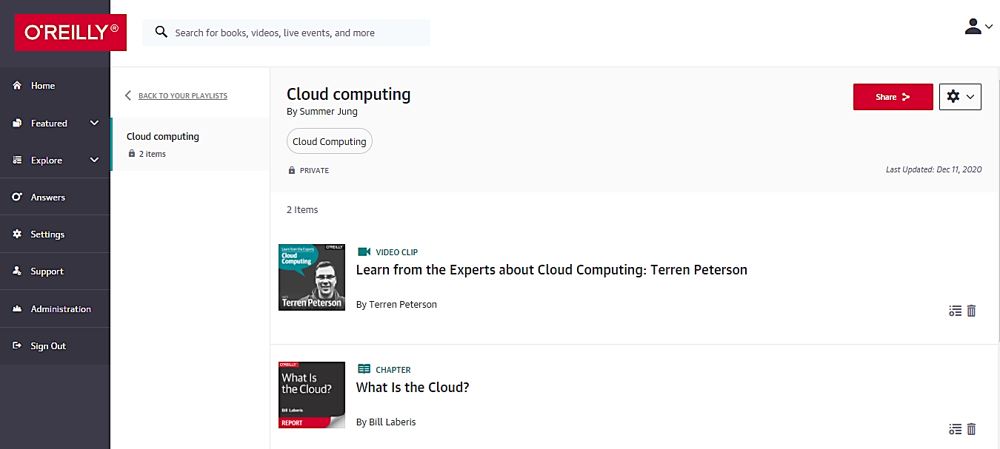 O'REILLY®
Search for books, videos, live events, and more
Home
Featured
Explore
Answers
Settings
Support
Administration
Sign Out
BACK TO YOUR PLAYLISTS
Cloud computing
2 items
Cloud computing
By Summer Jung
Share
Cloud Computing
PRIVATE
Last Updated: Dec 11, 2020
2 Items
Learn from the Experts
O'REILLY
Cloud
Computing
WITH
Terren Peterson
VIDEO CLIP
Learn from the Experts about Cloud Computing: Terren Peterson
By Terren Peterson
O'REILLY
What Is
the Cloud?
Bill Laberis
REPORT
CHAPTER
What Is the Cloud?
By Bill Laberis